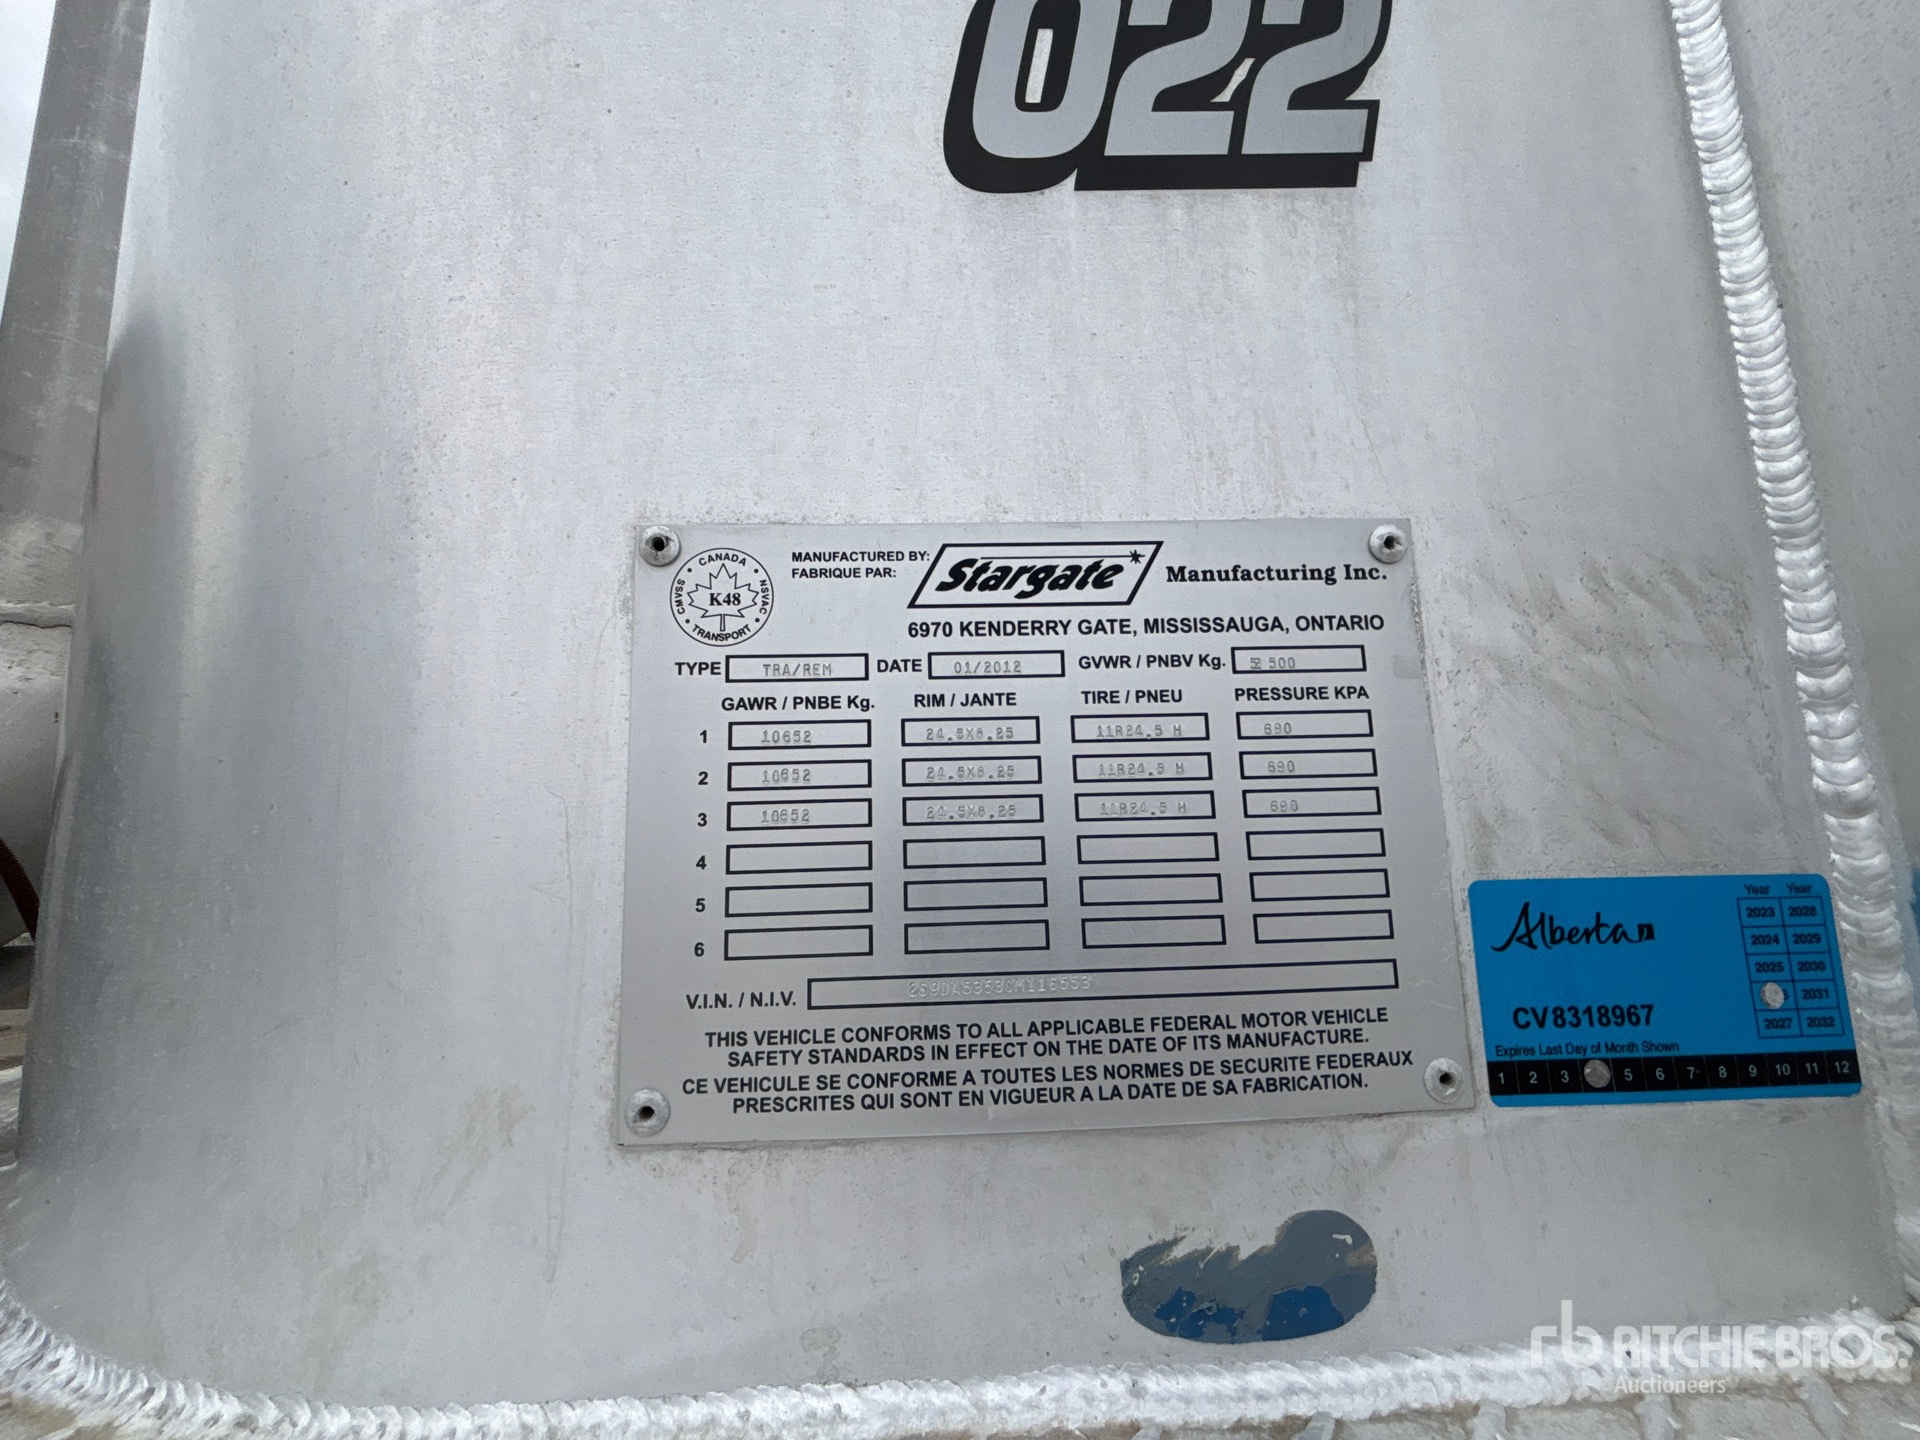 022
CANADA
CMVSS
K48
NSVAC
TRANSPORT
MANUFACTURED BY:
FABRIQUE PAR:
Stargate Manufacturing Inc.
6970 KENDERRY GATE, MISSISSAUGA, ONTARIO
TYPE TRA/REM DATE 01/2012 GVWR / PNBV Kg. 500
GAWR / PNBE Kg. RIM / JANTE TIRE / PNEU PRESSURE KPA
1 10652 24.5X8.25 11R24.5 H 690
2 10652 24.5X8.25 11R24.5 H 690
3 10652 24.5X8.25 11R24.5 H 690
4
5
6
V.I.N. / N.I.V.
THIS VEHICLE CONFORMS TO ALL APPLICABLE FEDERAL MOTOR VEHICLE
SAFETY STANDARDS IN EFFECT ON THE DATE OF ITS MANUFACTURE.
CE VEHICULE SE CONFORME A TOUTES LES NORMES DE SECURITE FEDERAUX
PRESCRITES QUI SONT EN VIGUEUR A LA DATE DE SA FABRICATION.
Alberta
Year Year
2023 2028
2024 2029
2025 2030
2031
2027 2032
CV8318967
Expires Last Day of Month Shown
1 2 3 5 6 7 8 9 10 11 12
rb RITCHIE BROS.
Auctioneers